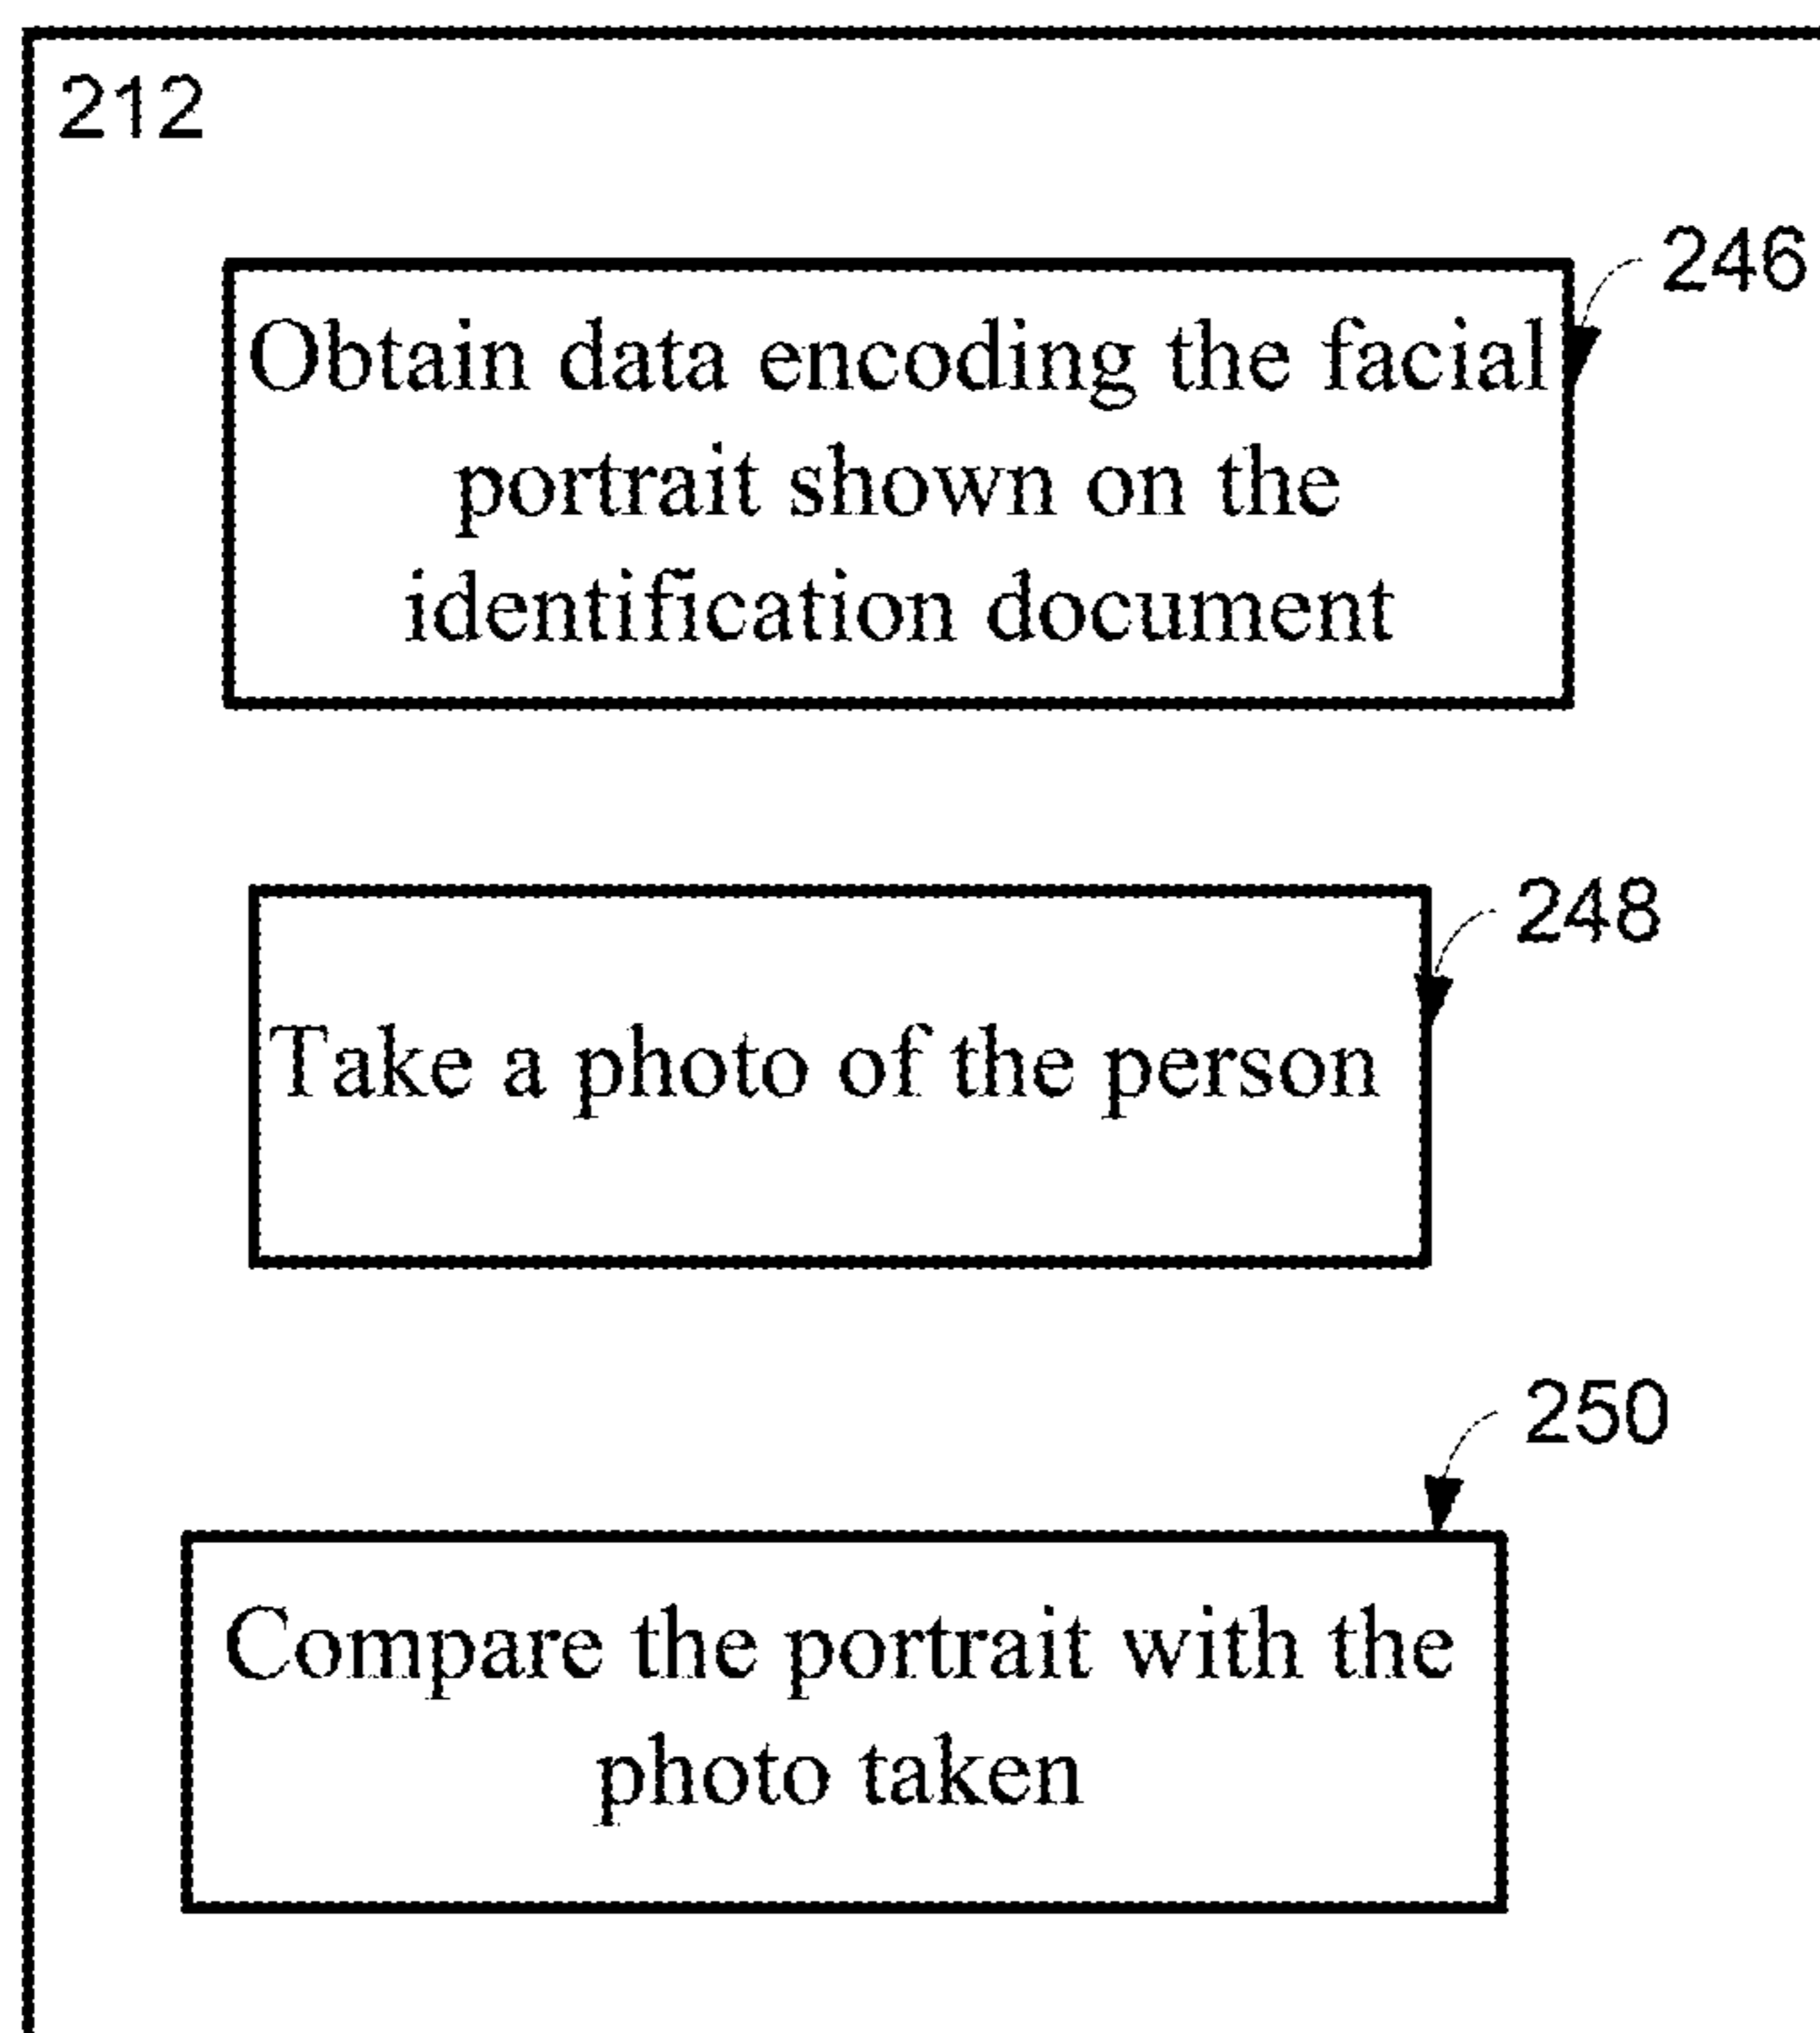 212
246
Obtain data encoding the facial
portrait shown on the
identification document
248
Take a photo of the person
250
Compare the portrait with the
photo taken